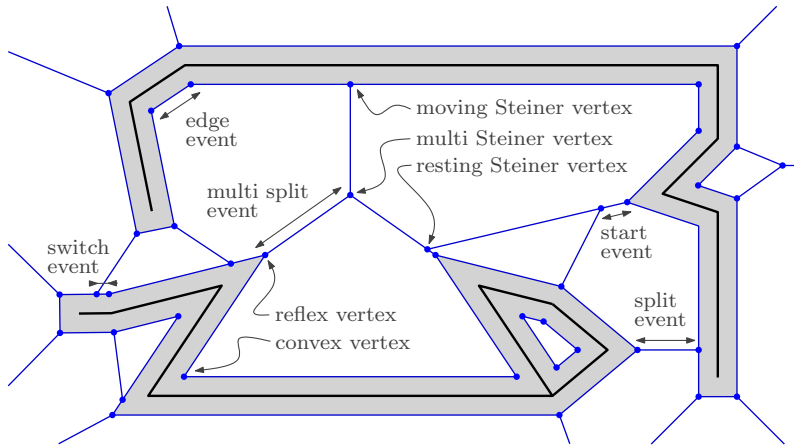 moving Steiner vertex
edge
event
multi Steiner vertex
resting Steiner vertex
multi split
event
start
event
switch
event
split
event
reflex vertex
convex vertex